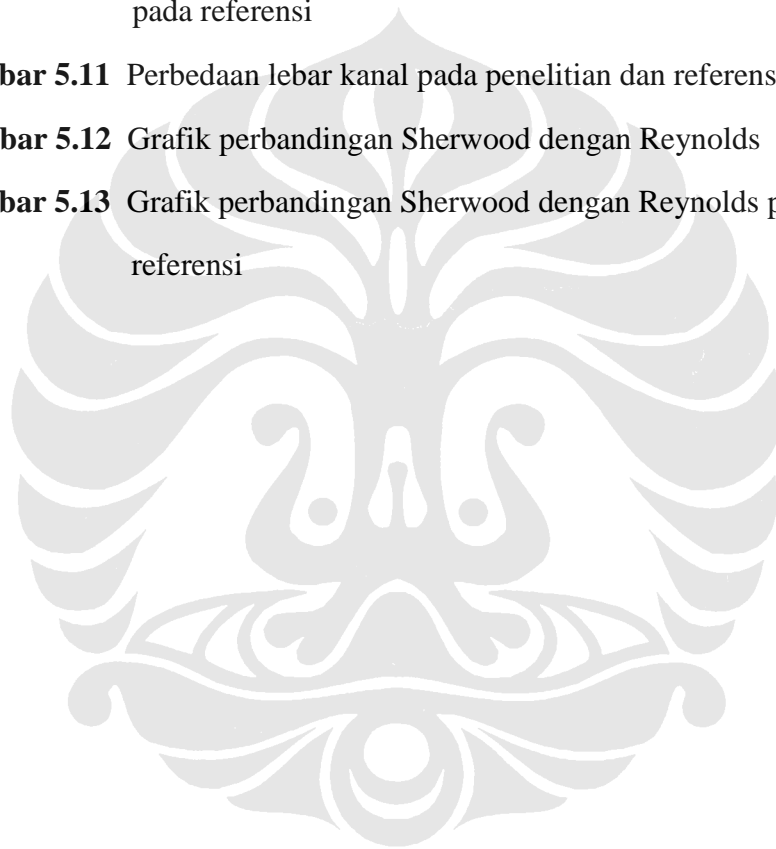 pada referensi
bar 5.11 Perbedaan lebar kanal pada penelitian dan referens
bar 5.12 Grafik perbandingan Sherwood dengan Reynolds
bar 5.13 Grafik perbandingan Sherwood dengan Reynolds p
referensi